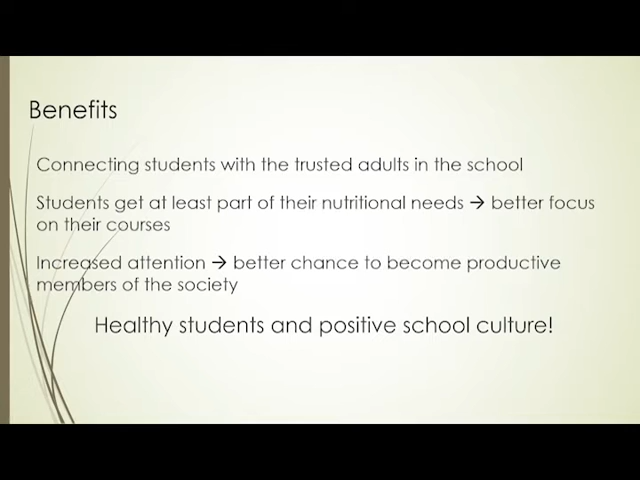 Benefits
Connecting students with the trusted adults in the school
Students get at least part of their nutritional needs → better focus
on their courses
Increased attention → better chance to become productive
members of the society
Healthy students and positive school culture!